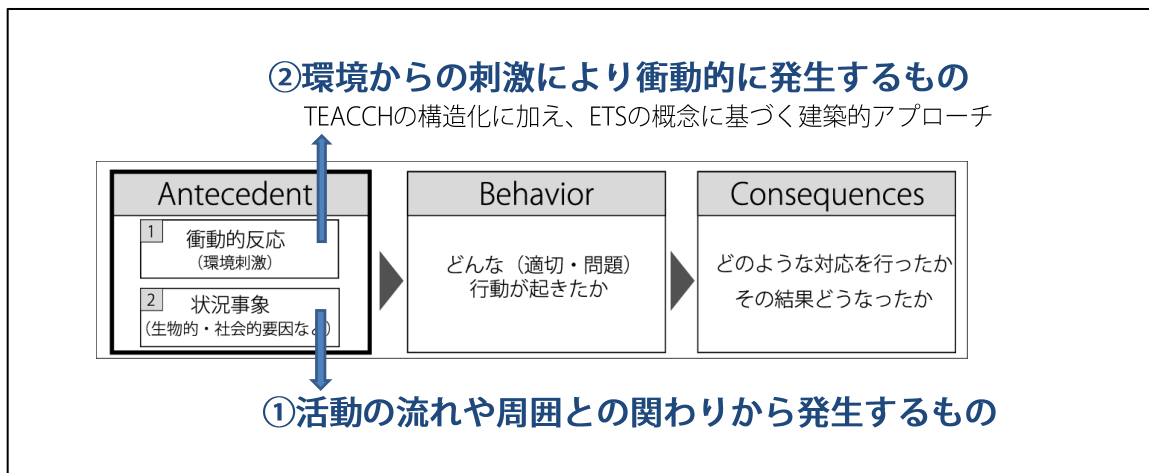 ②環境からの刺激により衝動的に発生するもの
TEACCHの構造化に加え、ETSの概念に基づく建築的アプローチ
Antecedent
1
衝動的反応
(環境刺激)
2
状況事象
(生物的・社会的要因など)
Behavior
どんな（適切・問題）
行動が起きたか
Consequences
どのような対応を行ったか
その結果どうなったか
①活動の流れや周囲との関わりから発生するもの